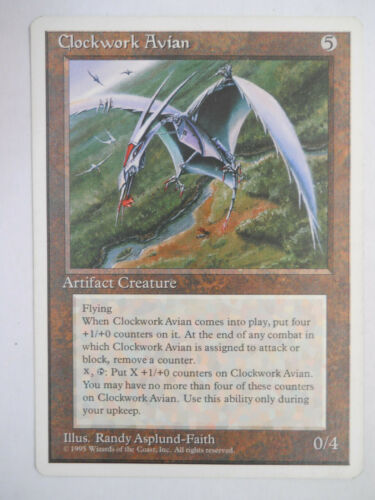 Clockwork Avian 5
Artifact Creature
Flying
When Clockwork Avian comes into play, put four
+1/+0 counters on it. At the end of any combat in
which Clockwork Avian is assigned to attack or
block, remove a counter.
X, : Put X +1/+0 counters on Clockwork Avian.
You may have no more than four of these counters
on Clockwork Avian. Use this ability only during
your upkeep.
Illus. Randy Asplund-Faith
0/4
© 1995 Wizards of the Coast, Inc. All rights reserved.